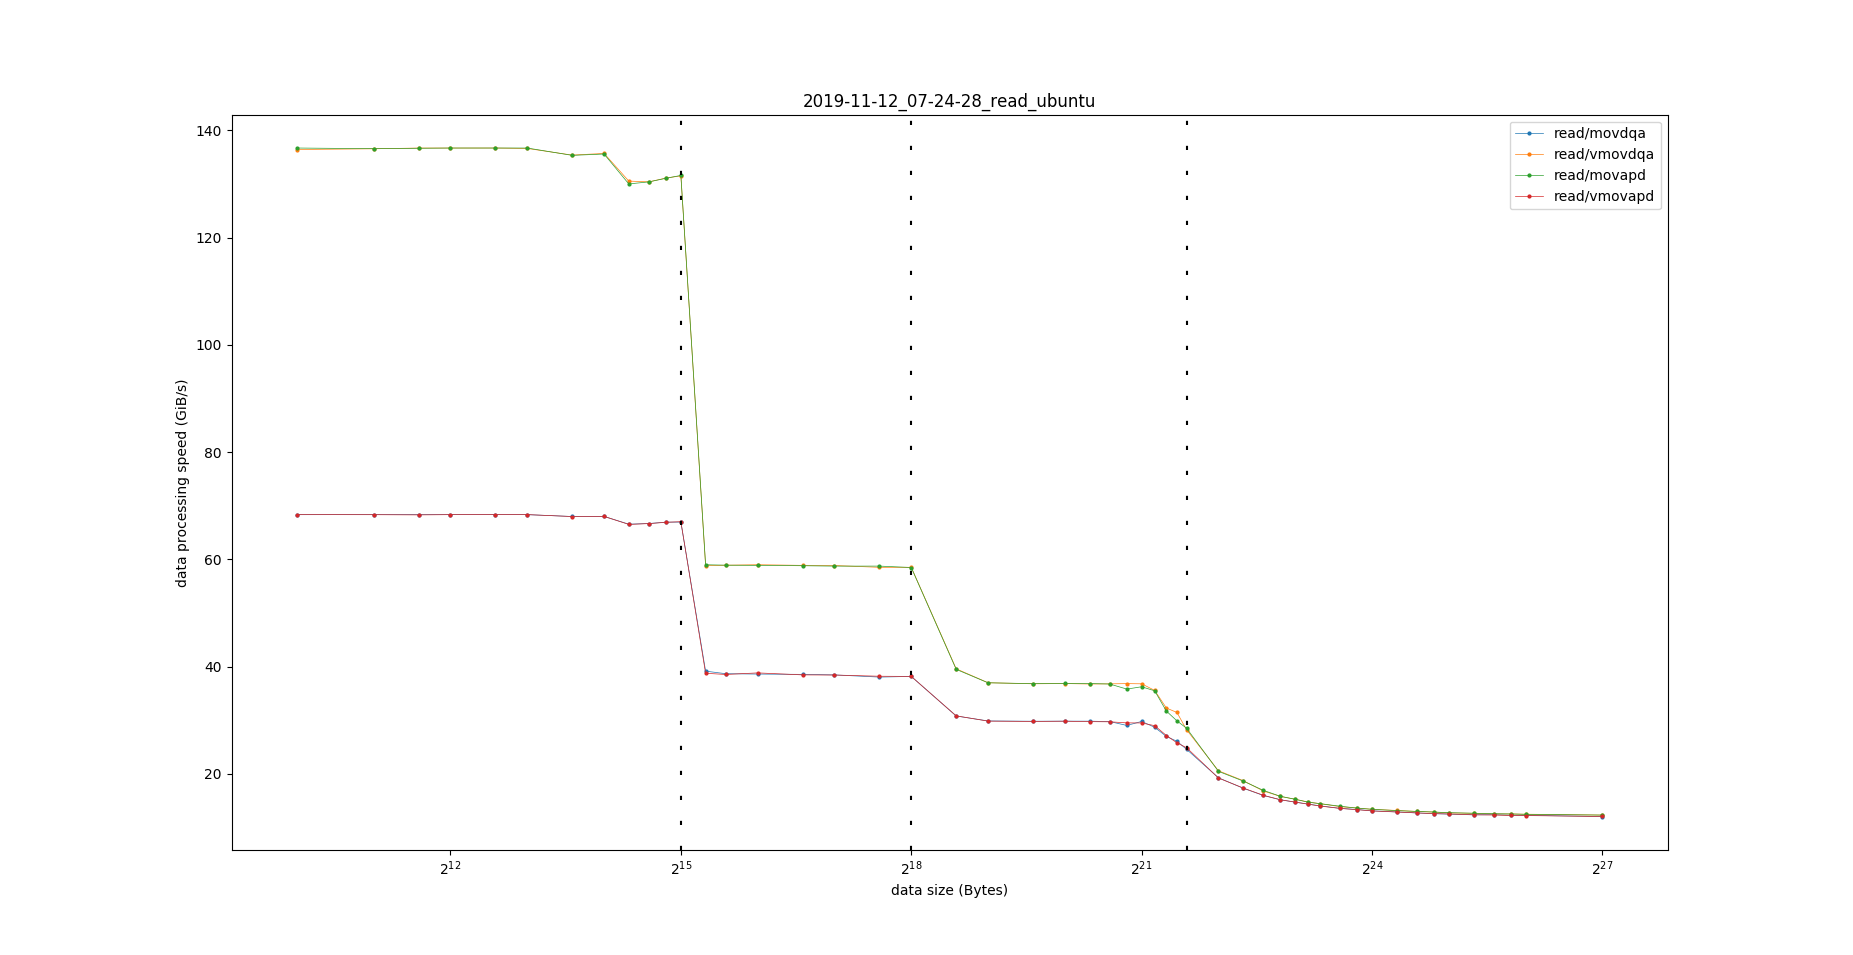 2019-11-12_07-24-28_read_ubuntu
140
120
100
80
60
40
20
data processing speed (GiB/s)
read/movdqa
read/vmovdqa
read/movapd
read/vmovapd
2^12 2^15 2^18 2^21 2^24 2^27
data size (Bytes)